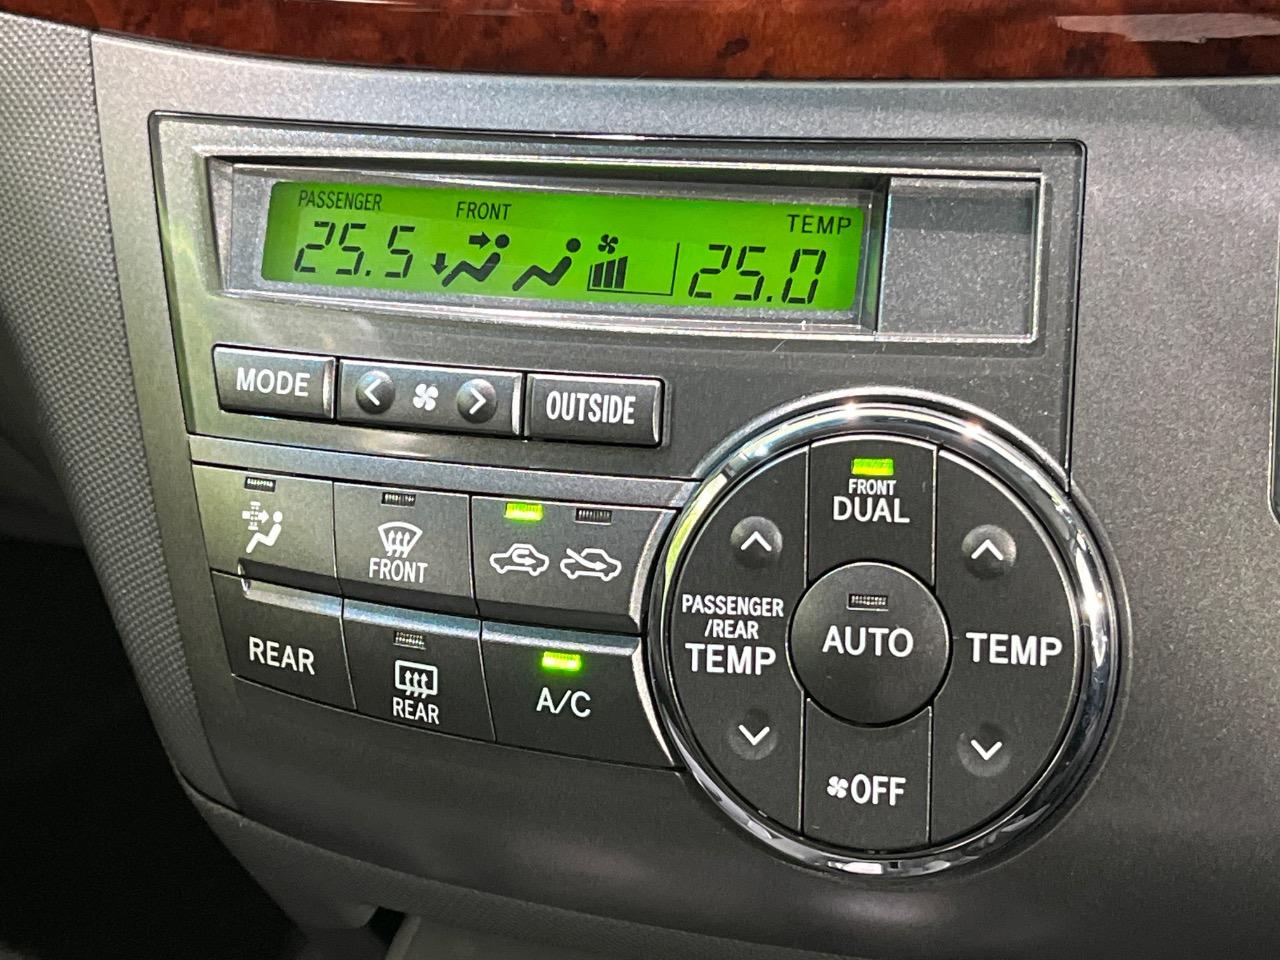 PASSENGER
FRONT
TEMP
25.5
25.0
MODE
OUTSIDE
FRONT
DUAL
FRONT
PASSENGER
/REAR
TEMP
AUTO
TEMP
REAR
REAR
A/C
OFF